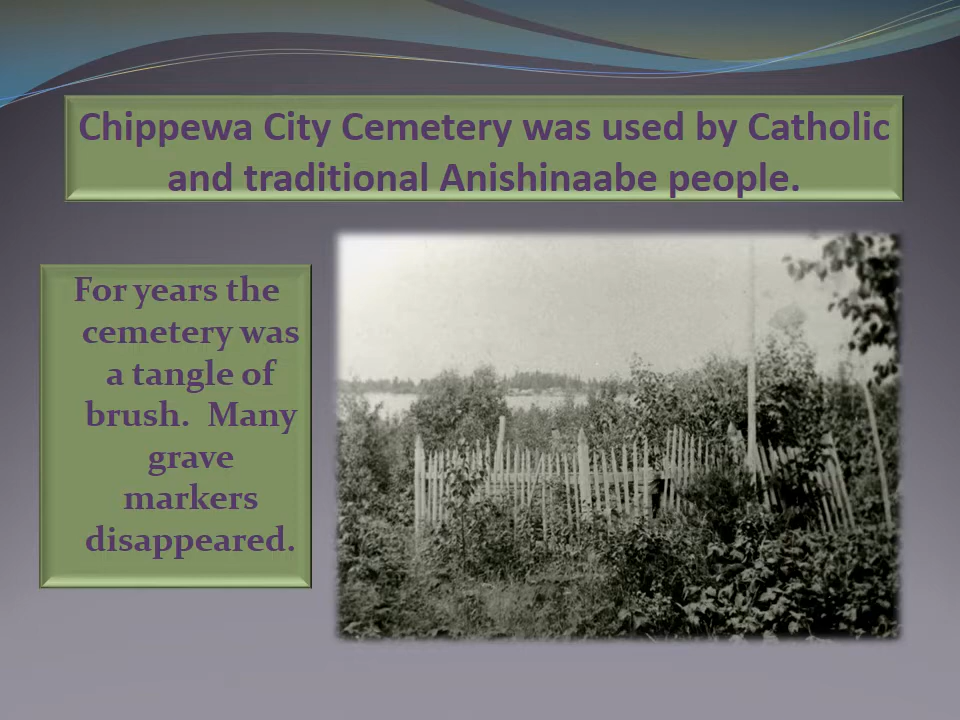 Chippewa City Cemetery was used by Catholic
and traditional Anishinaabe people.
For years the
cemetery was
a tangle of
brush.  Many
grave
markers
disappeared.